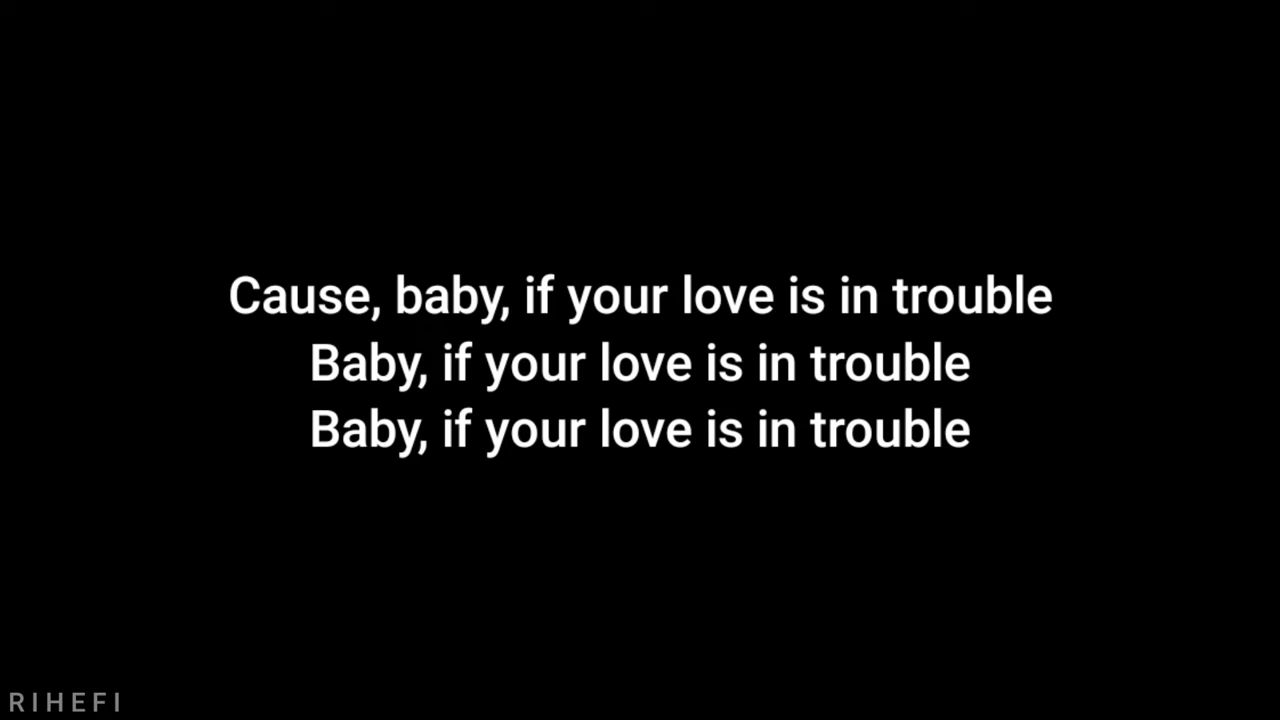 Cause, baby, if your love is in trouble
Baby, if your love is in trouble
Baby, if your love is in trouble
RIHEFI